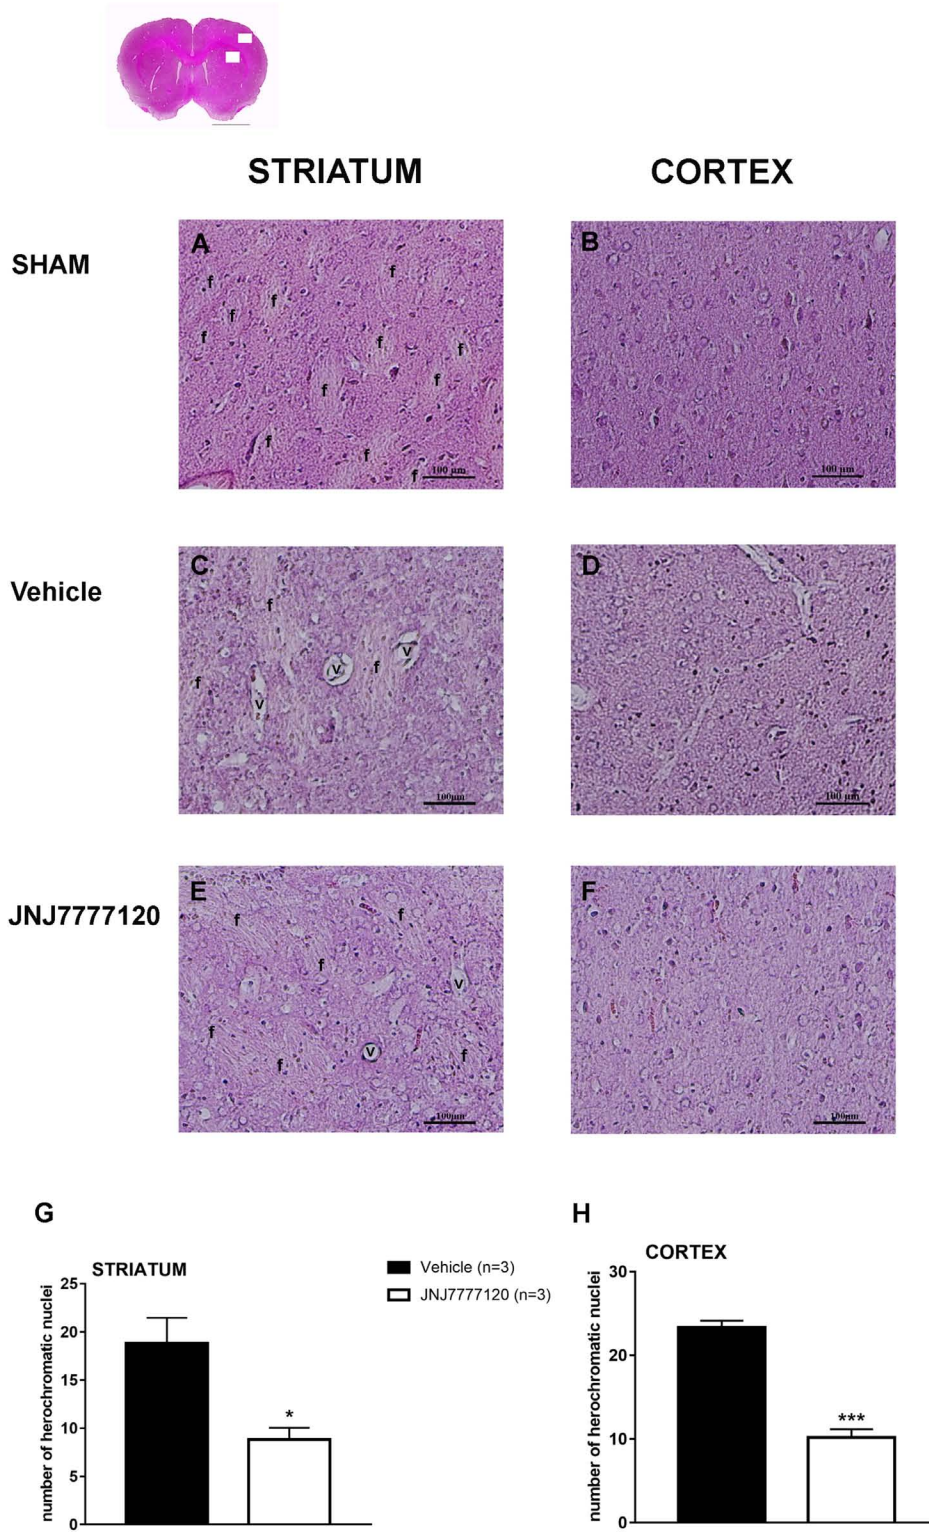 STRIATUM CORTEX
SHAM
A
f
f
f
f
f
f
f
f
f
f
f
f
100 μm
B
100 μm
Vehicle
C
f
v
v
f
f
v
100μm
D
100 μm
JNJ7777120
E
f
f
f
v
f
v
f
f
100μm
F
100μm
G
STRIATUM
number of herochromatic nuclei
25
20
15
10
5
0
*
Vehicle (n=3)
JNJ7777120 (n=3)
H
CORTEX
number of herochromatic nuclei
30
20
10
0
***